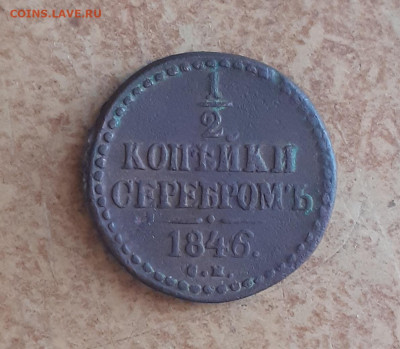 COINS.LAVE.RU
1
2
КОПѢЙКИ
СЕРЕБРОМЪ
1846.
С.М.